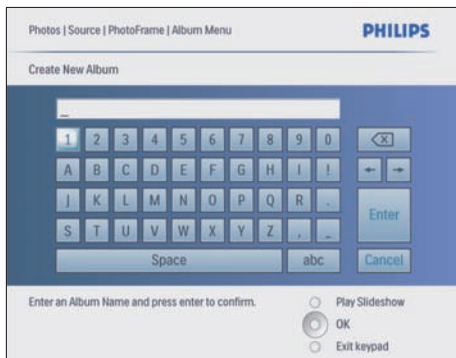 Photos | Source | PhotoFrame | Album Menu
PHILIPS
Create New Album
_
1 2 3 4 5 6 7 8 9 0
A B C D E F G H I !
← →
J K L M N O P Q R .
Enter
S T U V W X Y Z , _
Space abc Cancel
Enter an Album Name and press enter to confirm.
Play Slideshow
OK
Exit keypad